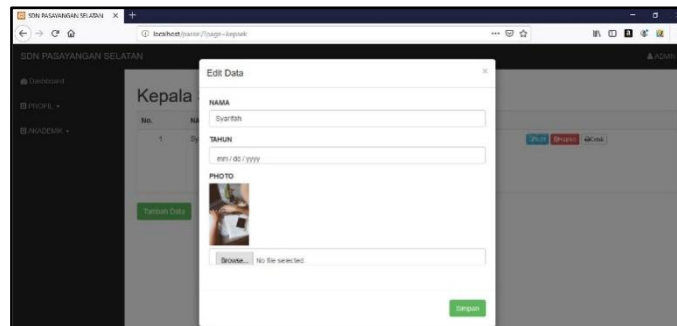 SDN PASAYANGAN SELATAN
localhost/
SDN PASAYANGAN SELATAN
ADMIN
Dashboard
PROFIL
AKADEMIK
Kepala
No.
1
Tambah Data
Edit Data
NAMA
Syarifah
TAHUN
mm / dd / yyyy
PHOTO
Browse... No file selected.
Simpan